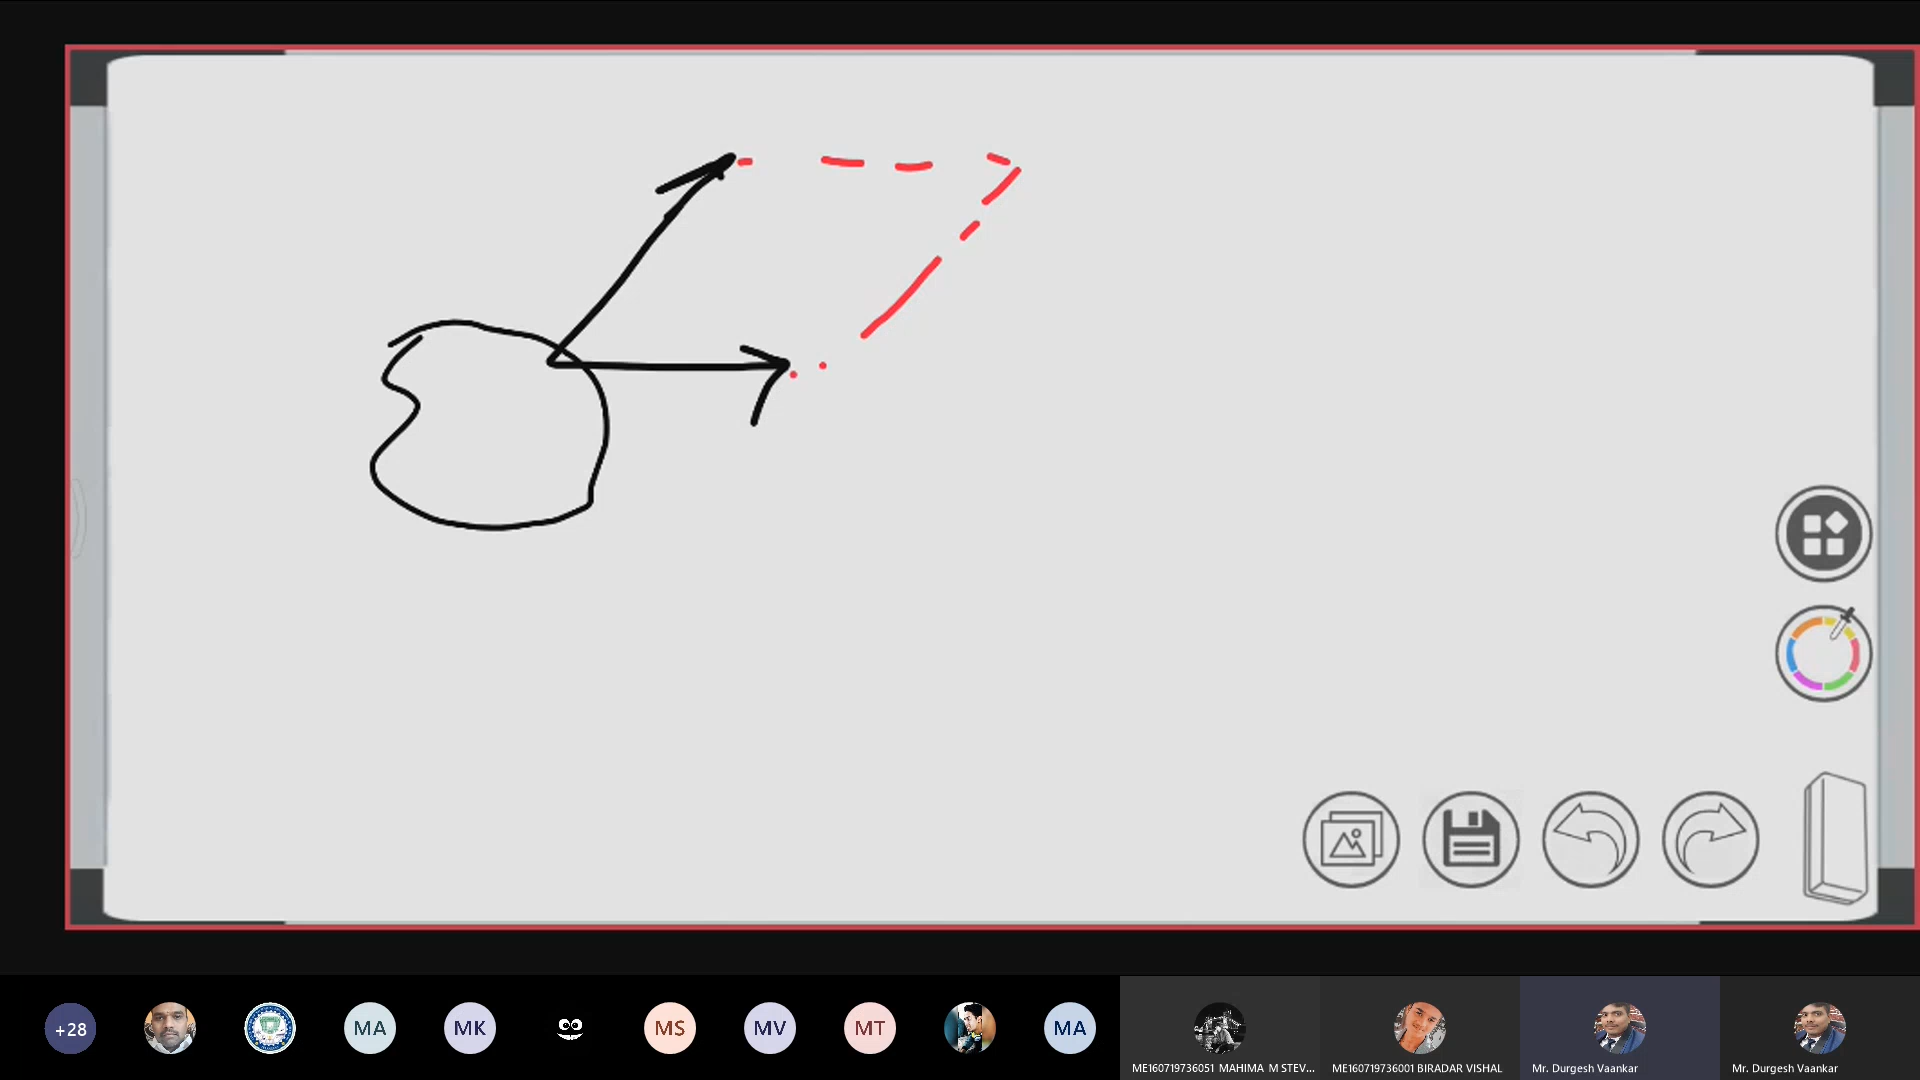 +28
MA
MK
MS
MV
MT
MA
ME160719736051 MAHIMA M STEV...
ME160719736001 BIRADAR VISHAL
Mr. Durgesh Vaankar
Mr. Durgesh Vaankar